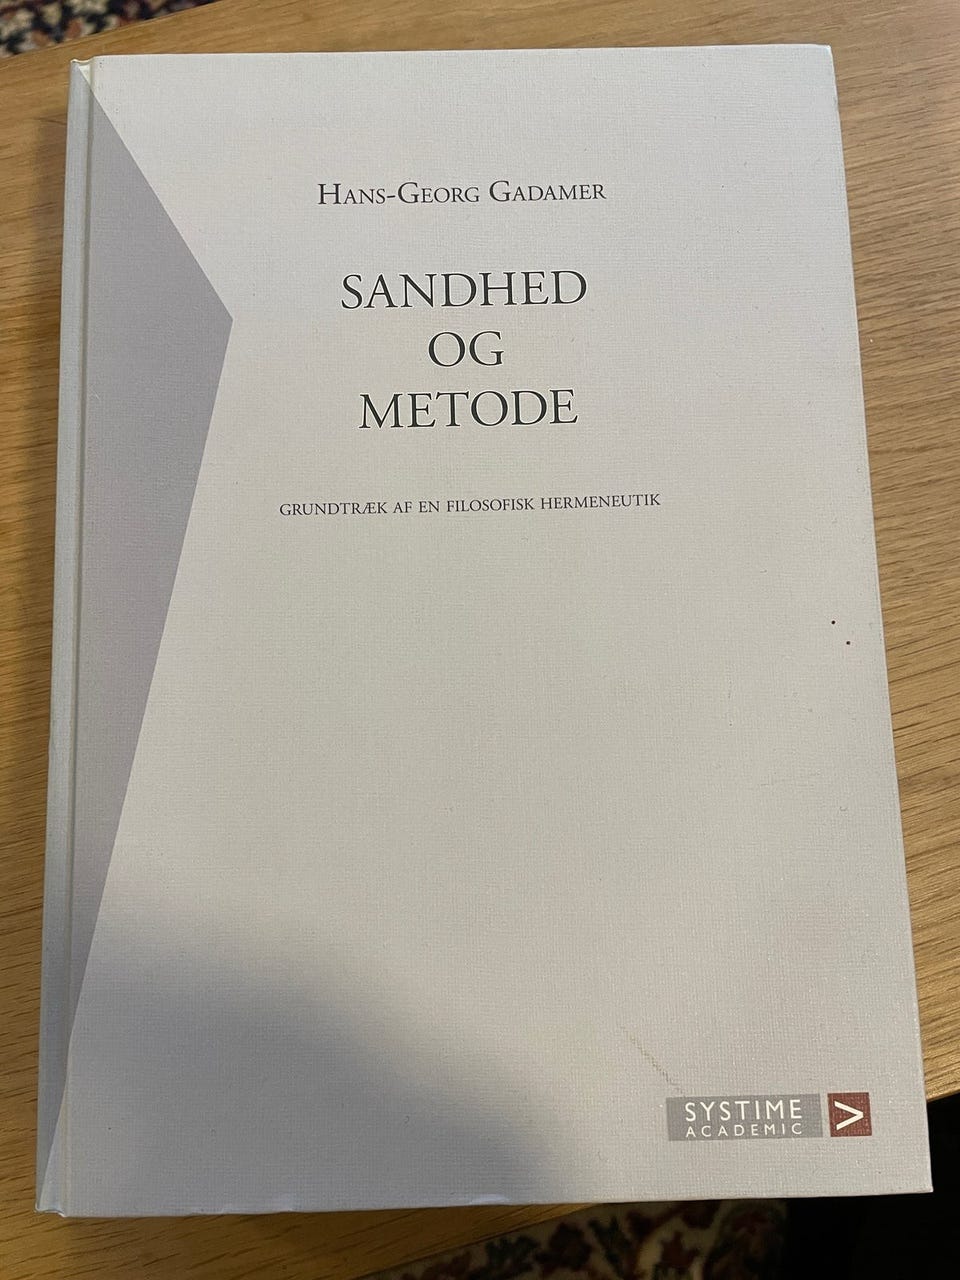 HANS-GEORG GADAMER
SANDHED
OG
METODE
GRUNDTRÆK AF EN FILOSOFISK HERMENEUTIK
SYSTIME
ACADEMIC